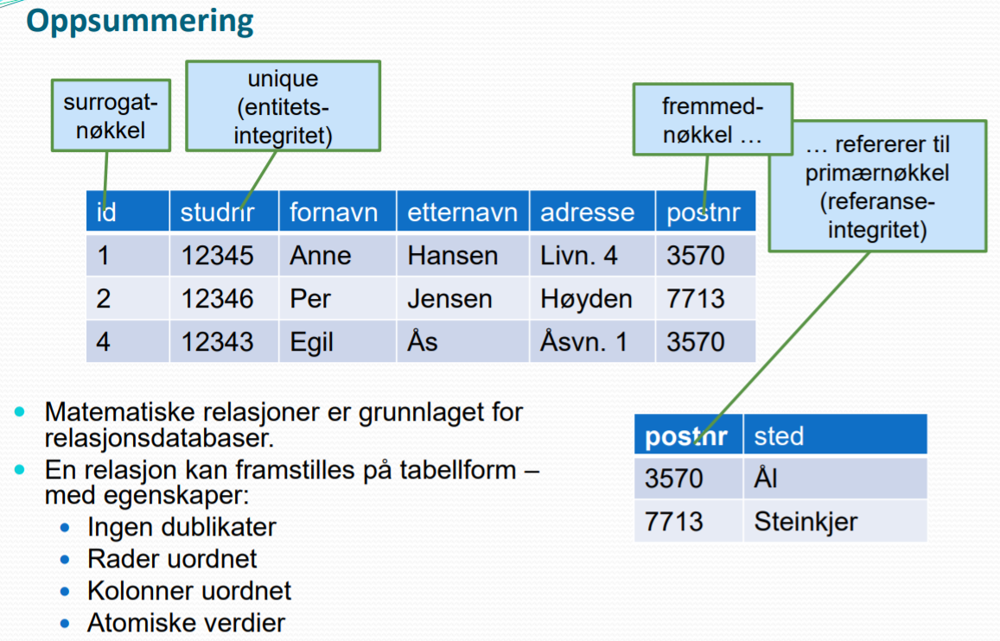 Oppsummering
surrogat-
nøkkel
unique
(entitets-
integritet)
fremmed-
nøkkel …
… refererer til
primærnøkkel
(referanse-
integritet)
id studnr fornavn etternavn adresse postnr
1 12345 Anne Hansen Livn. 4 3570
2 12346 Per Jensen Høyden 7713
4 12343 Egil Ås Åsvn. 1 3570
• Matematiske relasjoner er grunnlaget for
relasjonsdatabaser.
• En relasjon kan framstilles på tabellform –
med egenskaper:
• Ingen dublikater
• Rader uordnet
• Kolonner uordnet
• Atomiske verdier
postnr sted
3570 Ål
7713 Steinkjer